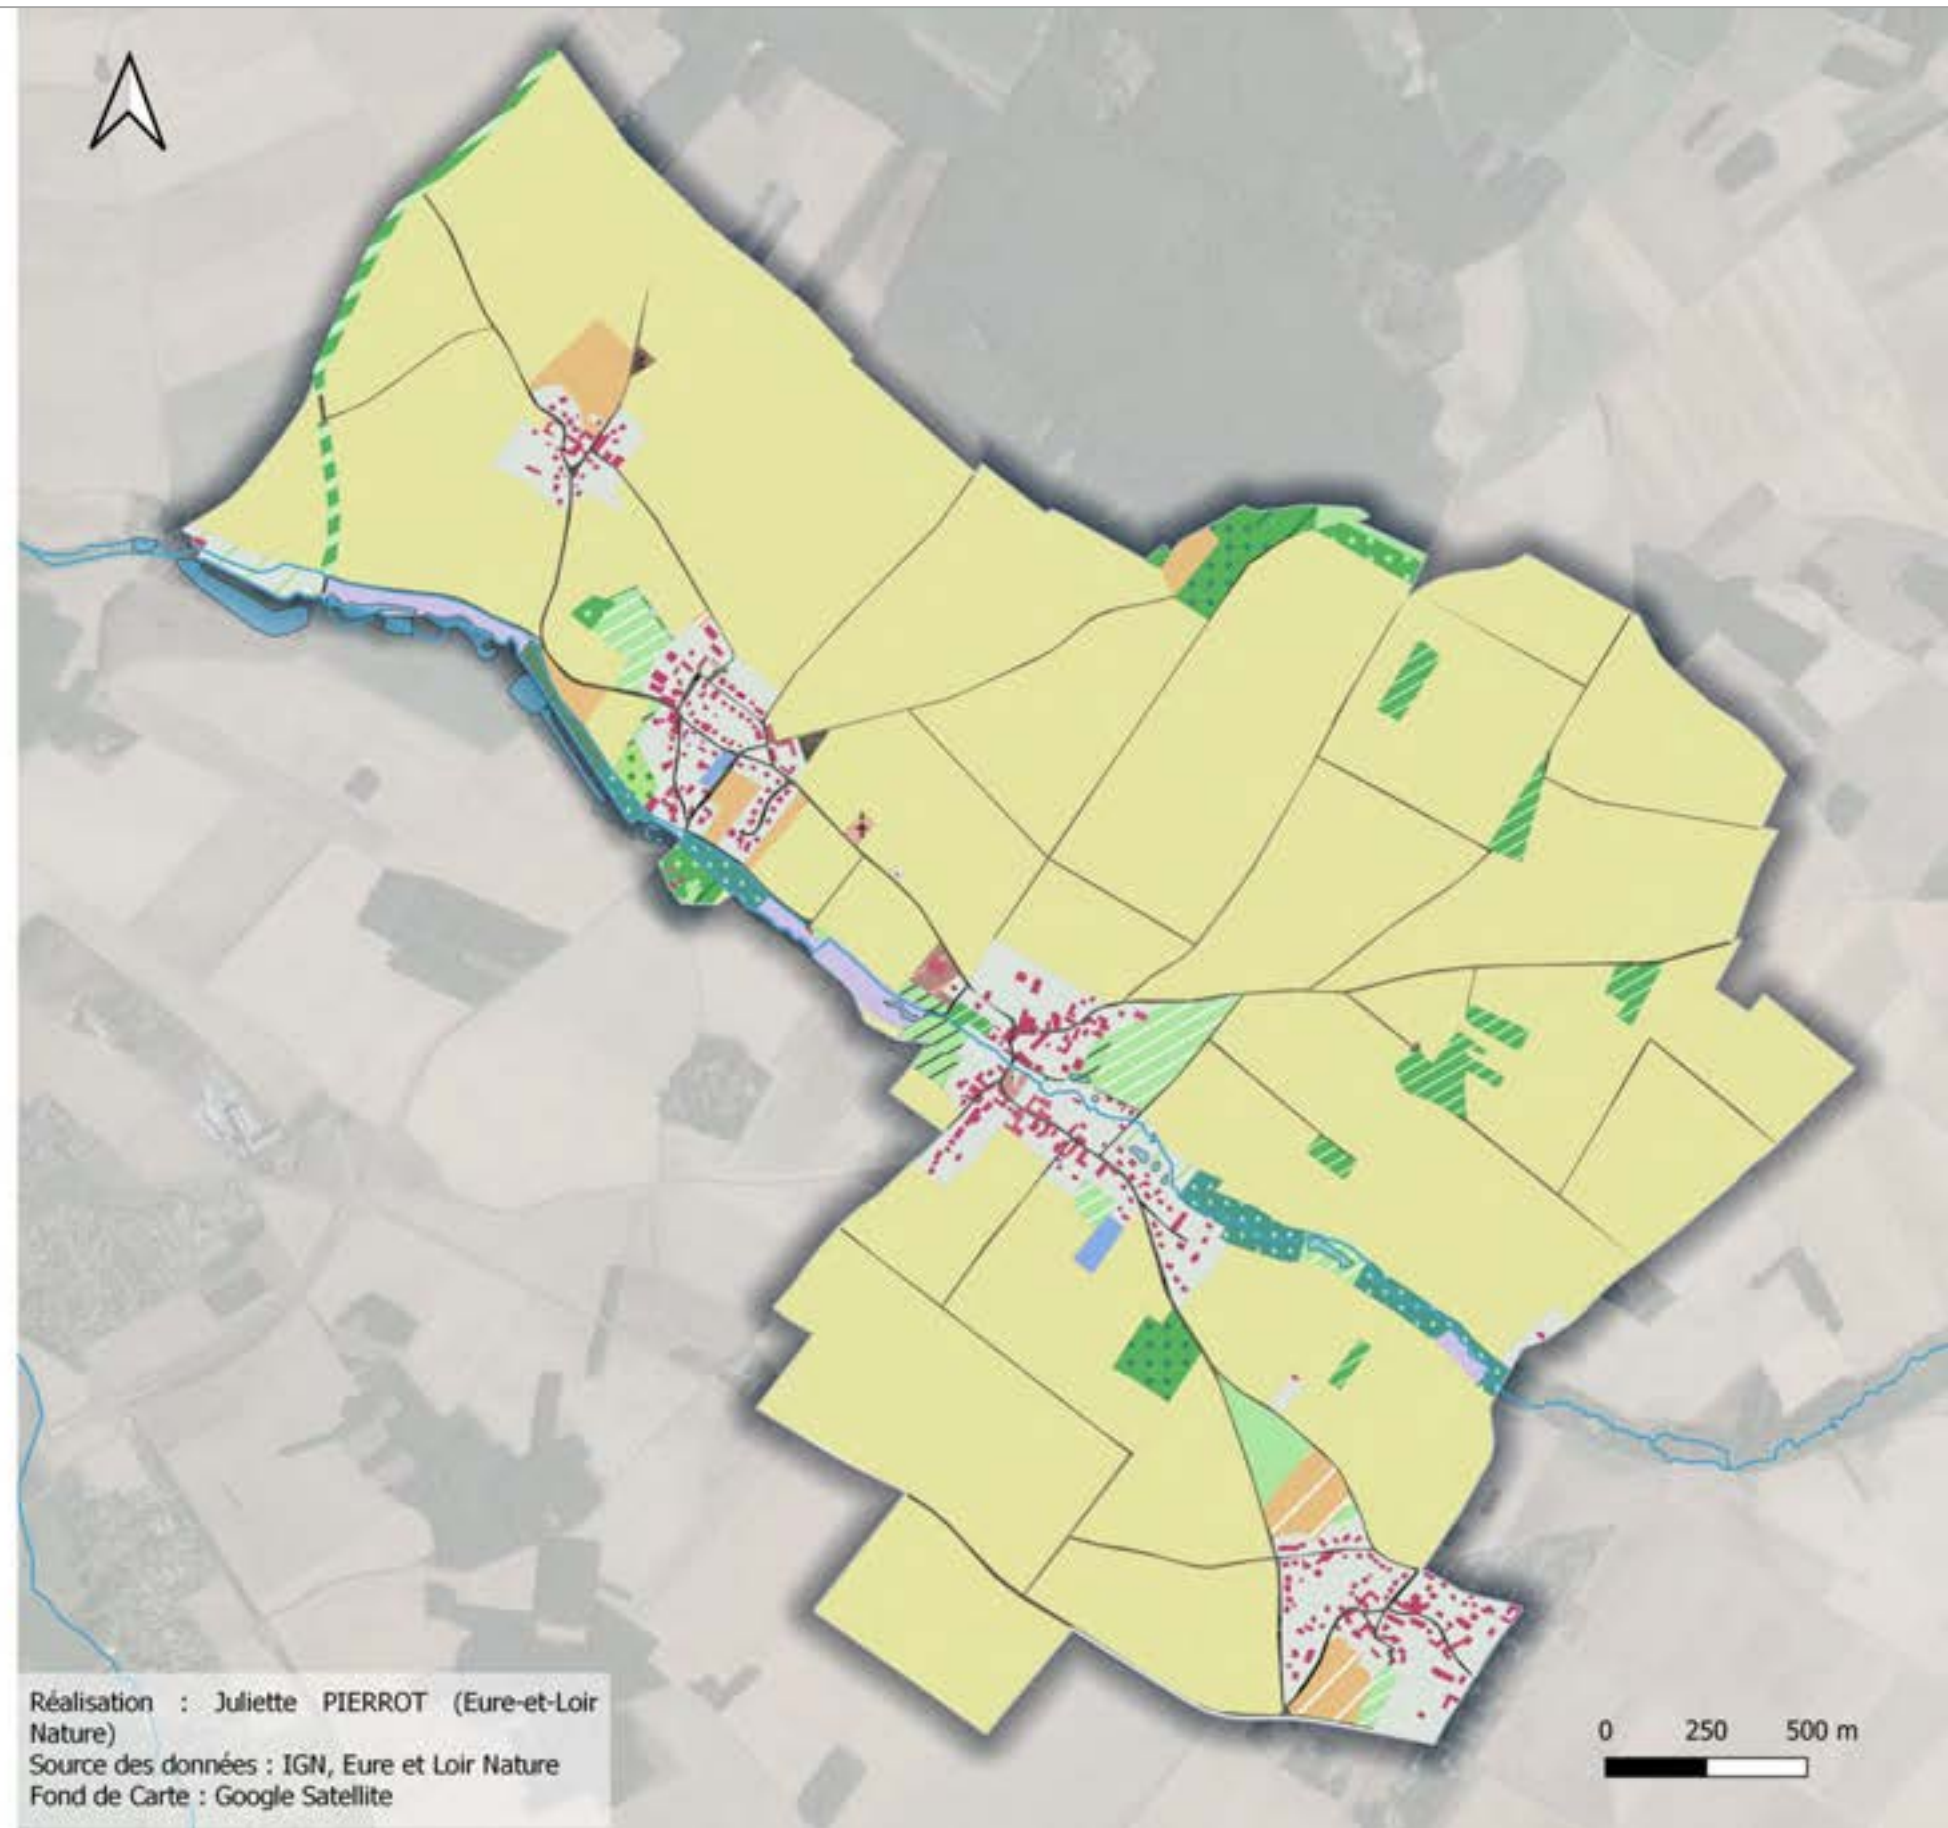 Réalisation : Juliette PIERROT (Eure-et-Loir
Nature)
Source des données : IGN, Eure et Loir Nature
Fond de Carte : Google Satellite
0 250 500 m